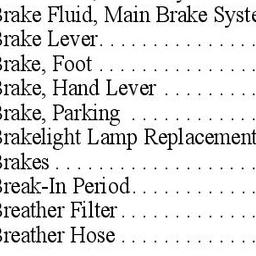 Brake Fluid, Main Brake Syste
Brake Lever. . . . . . . . . . . . .
Brake, Foot . . . . . . . . . . . . .
Brake, Hand Lever . . . . . . . .
Brake, Parking . . . . . . . . . . .
Brakelight Lamp Replacement
Brakes . . . . . . . . . . . . . . . . .
Break-In Period. . . . . . . . . . .
Breather Filter . . . . . . . . . . . .
Breather Hose . . . . . . . . . . . .